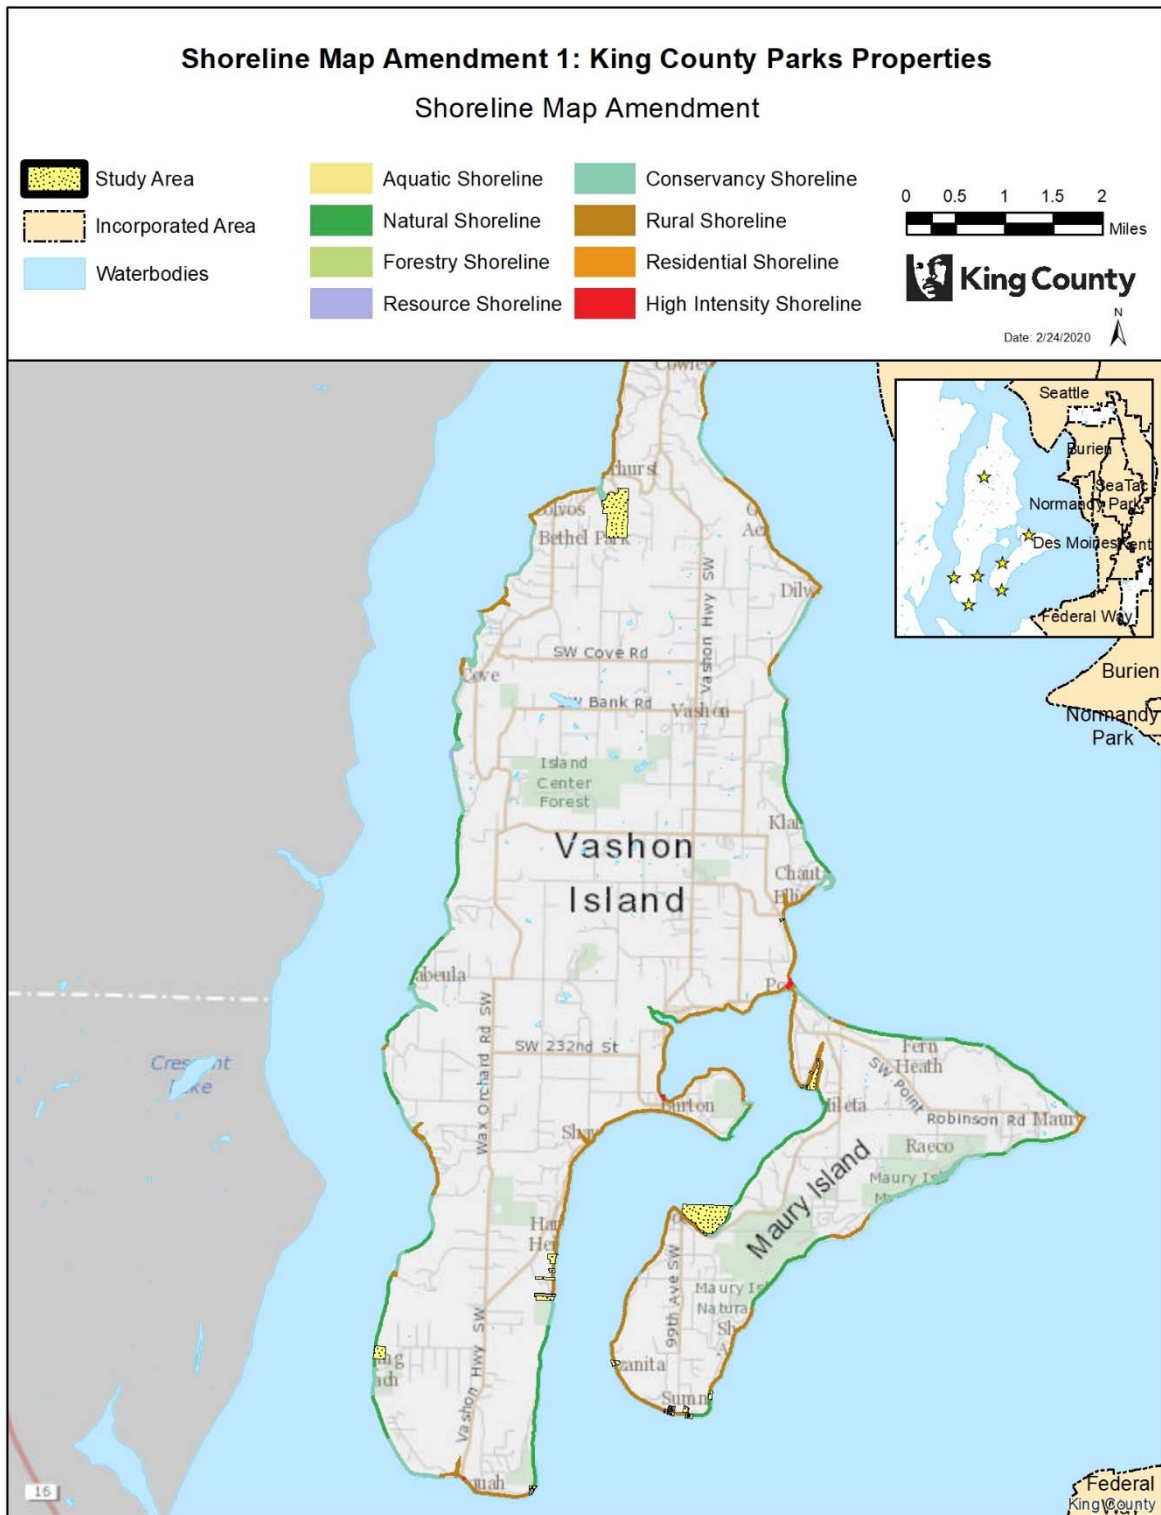 Shoreline Map Amendment 1: King County Parks Properties
Shoreline Map Amendment
Study Area
Incorporated Area
Waterbodies
Aquatic Shoreline
Natural Shoreline
Forestry Shoreline
Resource Shoreline
Conservancy Shoreline
Rural Shoreline
Residential Shoreline
High Intensity Shoreline
0 0.5 1 1.5 2
Miles
King County
N
Date: 2/24/2020
Seattle
Burien
SeaTac
Normandy Park
Des Moines
Kent
Federal Way
Burien
Normandy
Park
Bethel Park
Vashon Hwy SW
SW Cove Rd
Cove
Bank Rd
Vashon
Island
Center
Forest
Vashon
Island
Wax Orchard Rd SW
SW 232nd St
Burton
Fern
Heath
SW Point
Robinson Rd
Raeco
Maury Island
99th Ave SW
Vashon Hwy SW
16
Federal
King County